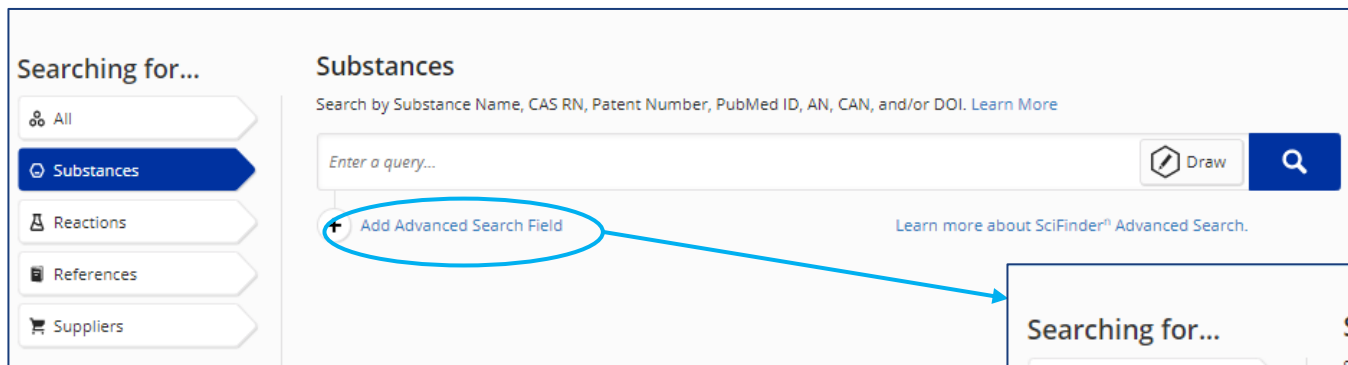 Searching for...
All
Substances
Reactions
References
Suppliers
Substances
Search by Substance Name, CAS RN, Patent Number, PubMed ID, AN, CAN, and/or DOI. Learn More
Enter a query...
Draw
+ Add Advanced Search Field
Learn more about SciFinderⁿ Advanced Search.
Searching for...